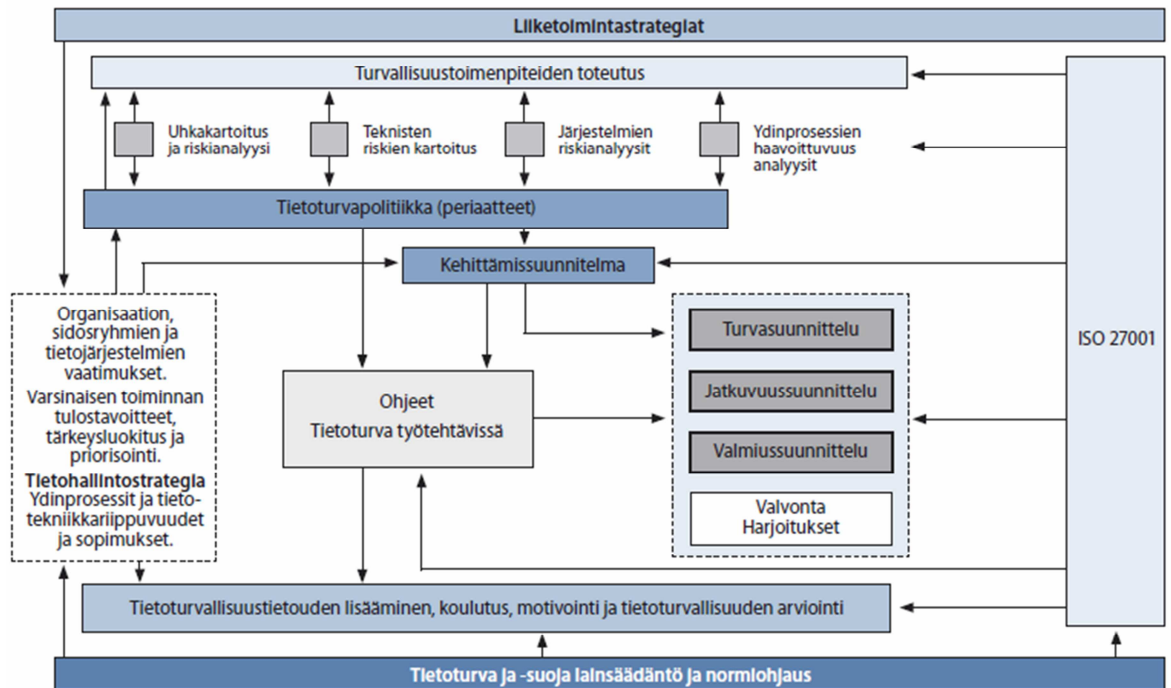 Liiketoimintastrategiat
Turvallisuustoimenpiteiden toteutus
Uhkakartoitus
ja riskianalyysi
Teknisten
riskien kartoitus
Järjestelmien
riskianalyysit
Ydinprosessien
haavoittuvuus
analyysit
Tietoturvapolitiikka (periaatteet)
Kehittämissuunnitelma
Organisaation,
sidosryhmien ja
tietojärjestelmien
vaatimukset.
Varsinaisen toiminnan
tulostavoitteet,
tärkeysluokitus ja
priorisointi.
Tietohallintostrategia
Ydinprosessit ja tieto-
tekniikkariippuvuudet
ja sopimukset.
Ohjeet
Tietoturva työtehtävissä
Turvasuunnittelu
Jatkuvuussuunnittelu
Valmiussuunnittelu
Valvonta
Harjoitukset
ISO 27001
Tietoturvallisuustietouden lisääminen, koulutus, motivointi ja tietoturvallisuuden arviointi
Tietoturva ja -suoja lainsäädäntö ja normiohjaus